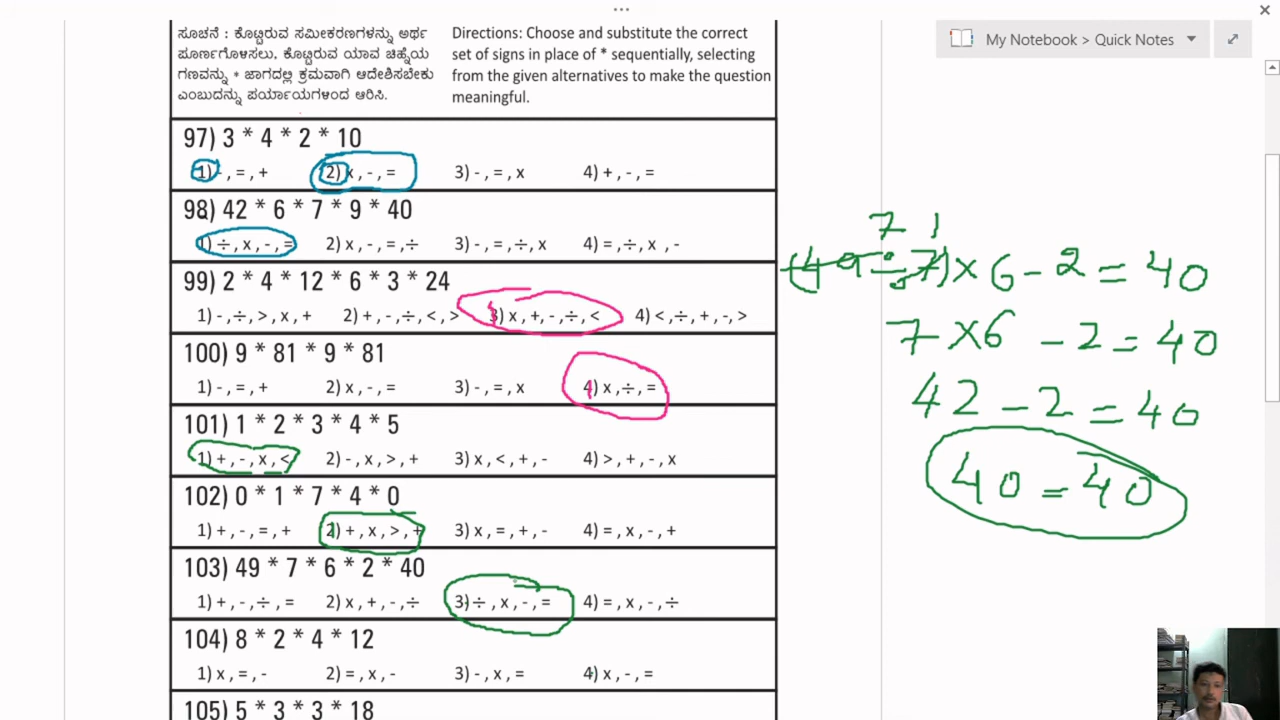 ಸೂಚನೆ : ಕೊಟ್ಟಿರುವ ಸಮೀಕರಣಗಳನ್ನು ಅರ್ಥ
ಪೂರ್ಣಗೊಳಿಸಲು, ಕೊಟ್ಟಿರುವ ಯಾವ ಚಿಹ್ನೆಯ
ಗಣವನ್ನು * ಜಾಗದಲ್ಲಿ ಕ್ರಮವಾಗಿ ಆದೇಶಿಸಬೇಕು
ಎಂಬುದನ್ನು ಪರ್ಯಾಯಗಳಿಂದ ಆರಿಸಿ.
Directions: Choose and substitute the correct
set of signs in place of * sequentially, selecting
from the given alternatives to make the question
meaningful.
My Notebook > Quick Notes
97) 3 * 4 * 2 * 10
1) , = , + 2) x , - , = 3) - , = , x 4) + , - , =
98) 42 * 6 * 7 * 9 * 40
1) ÷ , x , - , = 2) x , - , = , ÷ 3) - , = , ÷ , x 4) = , ÷ , x , -
99) 2 * 4 * 12 * 6 * 3 * 24
1) - , ÷ , > , x , + 2) + , - , ÷ , < , > 3) x , + , - , ÷ , < 4) < , ÷ , + , - , >
100) 9 * 81 * 9 * 81
1) - , = , + 2) x , - , = 3) - , = , x 4) x , ÷ , =
101) 1 * 2 * 3 * 4 * 5
1) + , - , x , < 2) - , x , > , + 3) x , < , + , - 4) > , + , - , x
102) 0 * 1 * 7 * 4 * 0
1) + , - , = , + 2) + , x , > , + 3) x , = , + , - 4) = , x , - , +
103) 49 * 7 * 6 * 2 * 40
1) + , - , ÷ , = 2) x , + , - , ÷ 3) ÷ , x , - , = 4) = , x , - , ÷
104) 8 * 2 * 4 * 12
1) x , = , - 2) = , x , - 3) - , x , = 4) x , - , =
105) 5 * 3 * 3 * 18
7 1
(49 ÷ 7) x 6 - 2 = 40
7 x 6 - 2 = 40
42 - 2 = 40
40 = 40